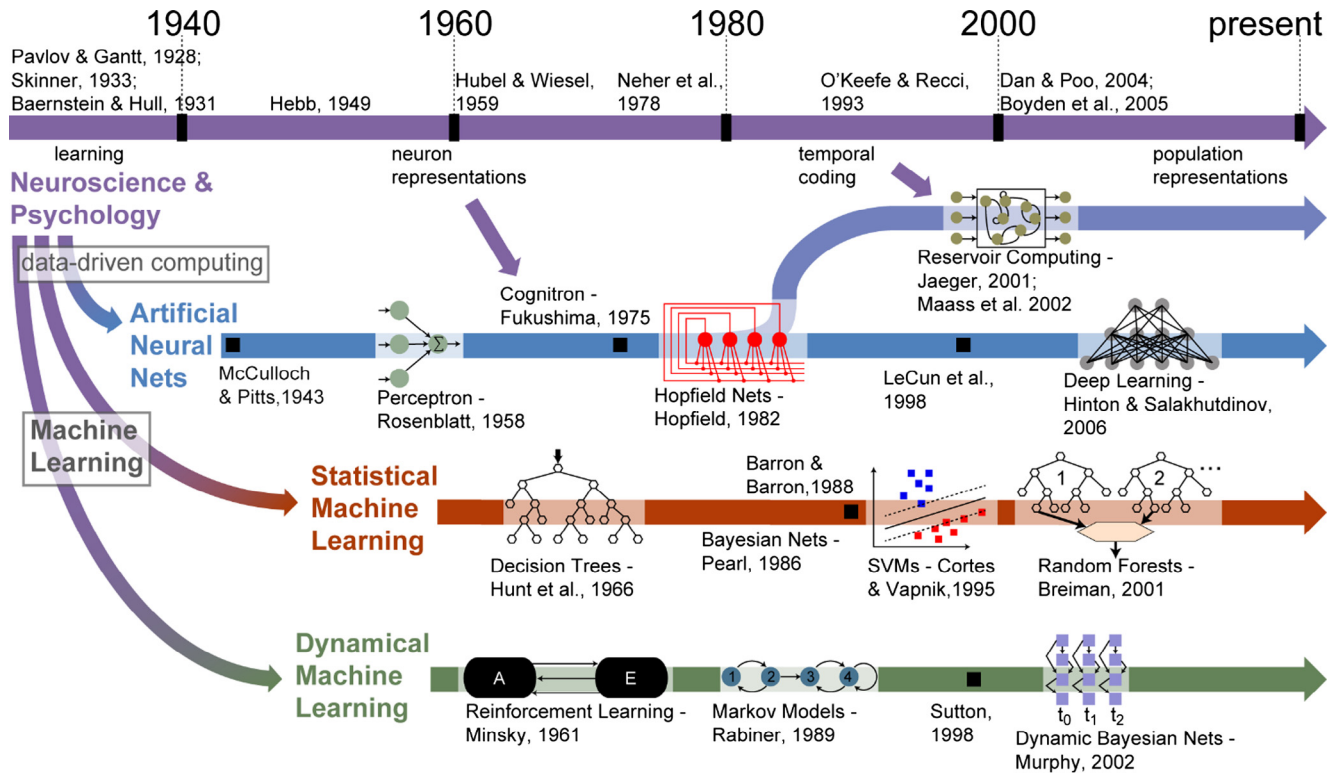 1940
1960
1980
2000
present
Pavlov & Gantt, 1928;
Skinner, 1933;
Baernstein & Hull, 1931
Hebb, 1949
Hubel & Wiesel,
1959
Neher et al.,
1978
O'Keefe & Recci,
1993
Dan & Poo, 2004;
Boyden et al., 2005
learning
neuron
representations
temporal
coding
population
representations
Neuroscience &
Psychology
data-driven computing
Reservoir Computing -
Jaeger, 2001;
Maass et al. 2002
Artificial
Neural
Nets
McCulloch
& Pitts,1943
Σ
Perceptron -
Rosenblatt, 1958
Cognitron -
Fukushima, 1975
Hopfield Nets -
Hopfield, 1982
LeCun et al.,
1998
Deep Learning -
Hinton & Salakhutdinov,
2006
Machine
Learning
Statistical
Machine
Learning
Decision Trees -
Hunt et al., 1966
Barron &
Barron,1988
Bayesian Nets -
Pearl, 1986
SVMs - Cortes
& Vapnik,1995
1
2
...
Random Forests -
Breiman, 2001
Dynamical
Machine
Learning
A
E
Reinforcement Learning -
Minsky, 1961
1
2
3
4
Markov Models -
Rabiner, 1989
Sutton,
1998
t0 t1 t2
Dynamic Bayesian Nets -
Murphy, 2002